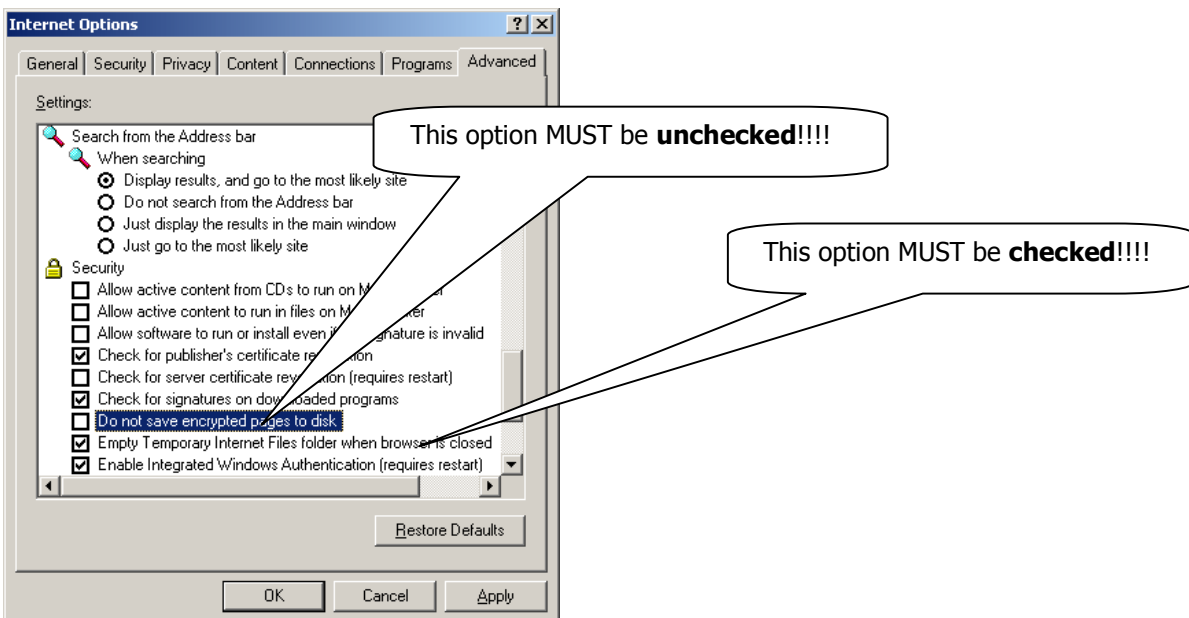 Internet Options
General Security Privacy Content Connections Programs Advanced
Settings:
Search from the Address bar
When searching
Display results, and go to the most likely site
Do not search from the Address bar
Just display the results in the main window
Just go to the most likely site
Security
Allow active content from CDs to run on M
Allow active content to run in files on M
Allow software to run or install even if signature is invalid
Check for publisher's certificate revocation
Check for server certificate revocation (requires restart)
Check for signatures on downloaded programs
Do not save encrypted pages to disk
Empty Temporary Internet Files folder when browser is closed
Enable Integrated Windows Authentication (requires restart)
Restore Defaults
OK Cancel Apply
This option MUST be unchecked!!!!
This option MUST be checked!!!!